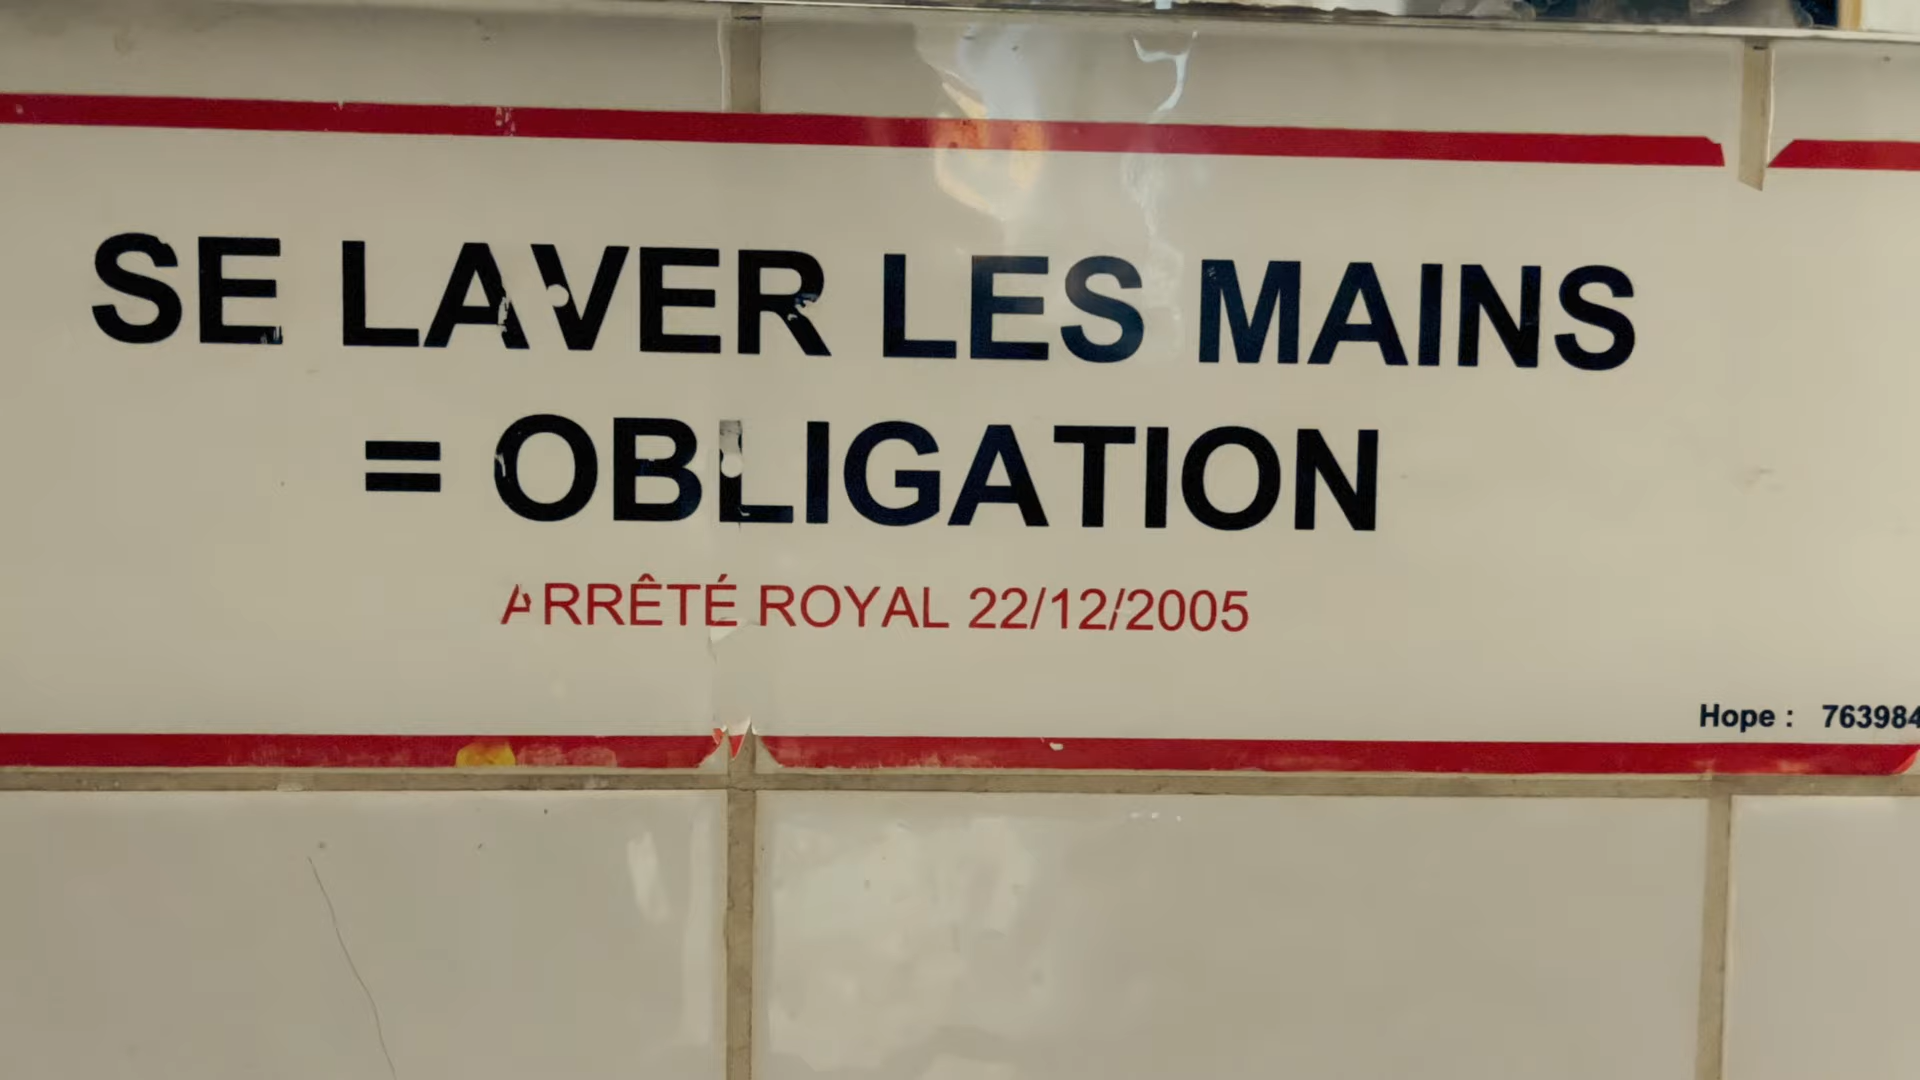 SE LAVER LES MAINS
= OBLIGATION
ARRÊTÉ ROYAL 22/12/2005
Hope : 763984